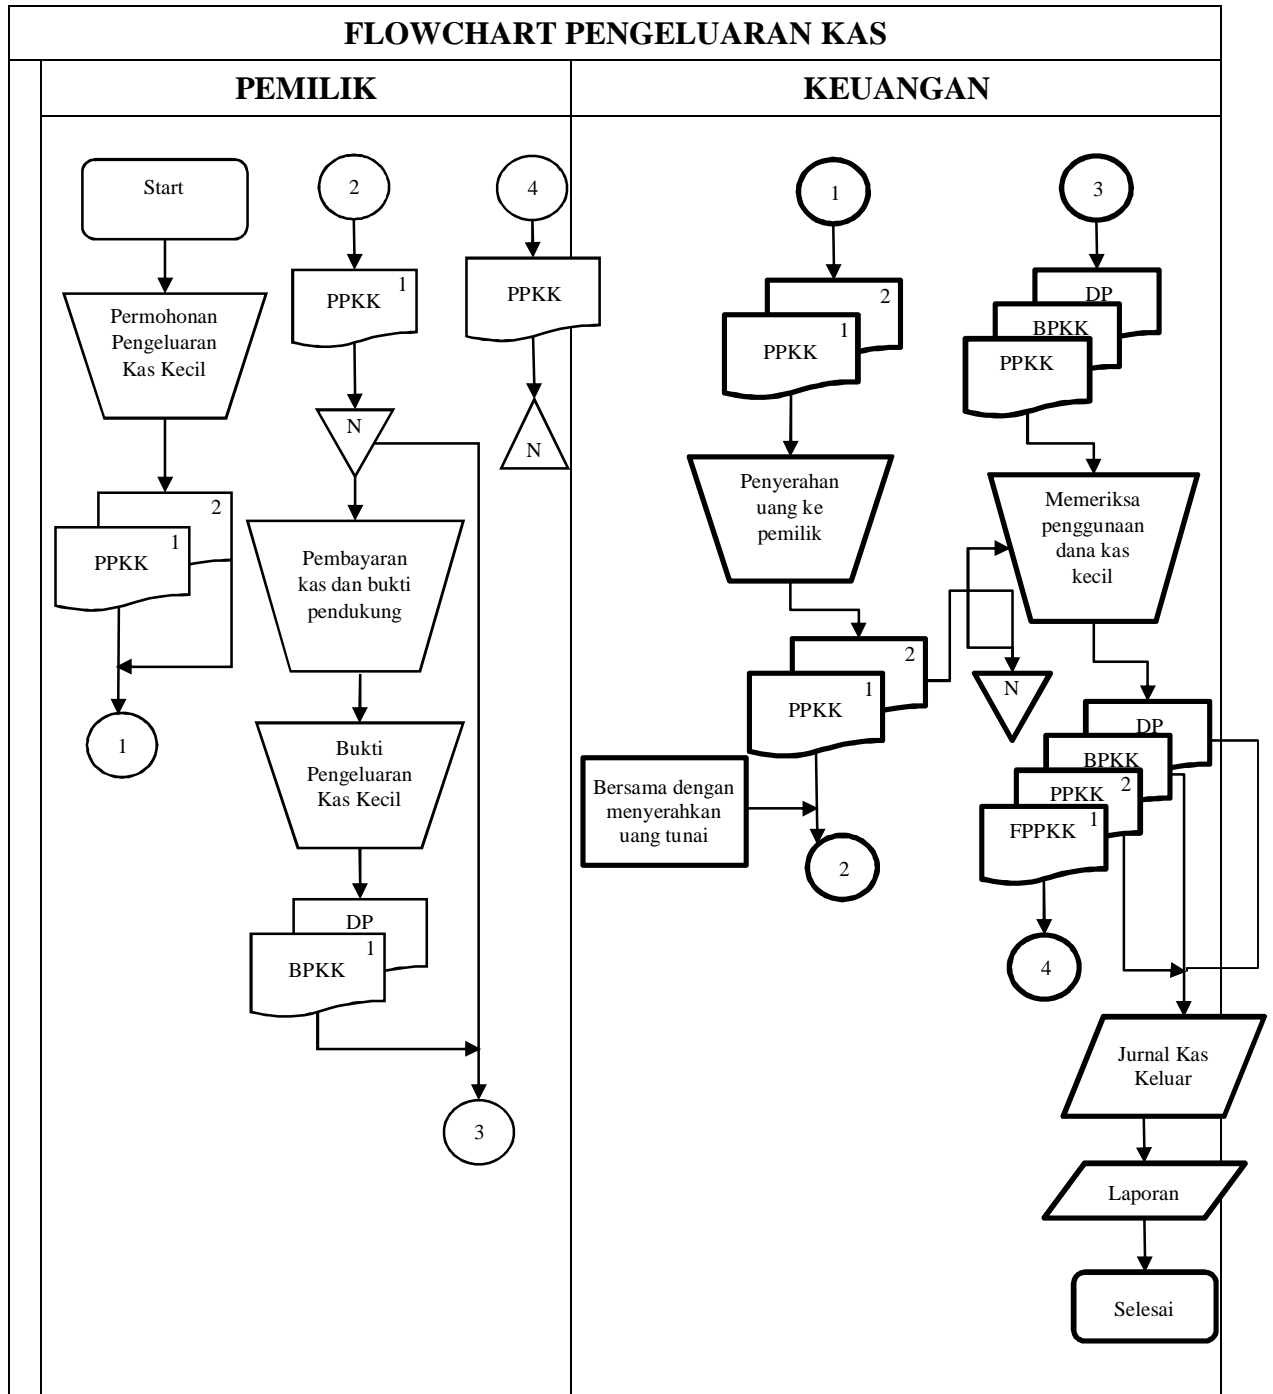 FLOWCHART PENGELUARAN KAS
PEMILIK
KEUANGAN
Start
Permohonan
Pengeluaran
Kas Kecil
2
PPKK
1
1
2
PPKK
1
N
Pembayaran
kas dan bukti
pendukung
Bukti
Pengeluaran
Kas Kecil
DP
BPKK
1
3
4
PPKK
N
1
2
PPKK
1
Penyerahan
uang ke
pemilik
2
PPKK
1
Bersama dengan
menyerahkan
uang tunai
2
N
3
DP
BPKK
PPKK
Memeriksa
penggunaan
dana kas
kecil
DP
BPKK
PPKK
2
FPPKK
1
4
Jurnal Kas
Keluar
Laporan
Selesai